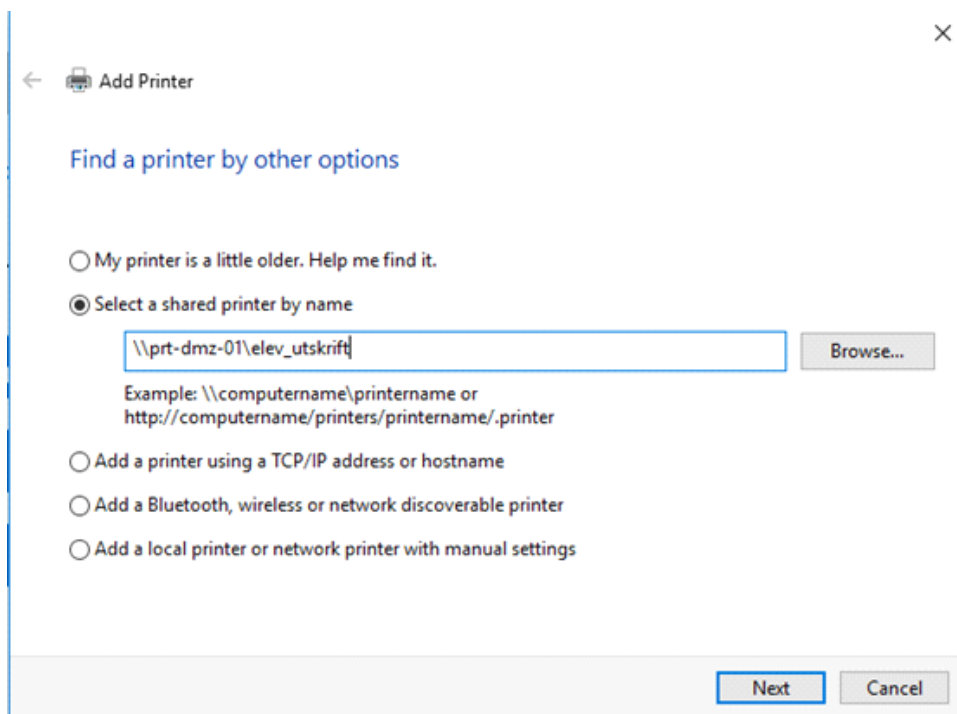 Add Printer
Find a printer by other options
My printer is a little older. Help me find it.
Select a shared printer by name
\\prt-dmz-01\elev_utskrift
Browse...
Example: \\computername\printername or
http://computername/printers/printername/.printer
Add a printer using a TCP/IP address or hostname
Add a Bluetooth, wireless or network discoverable printer
Add a local printer or network printer with manual settings
Next
Cancel